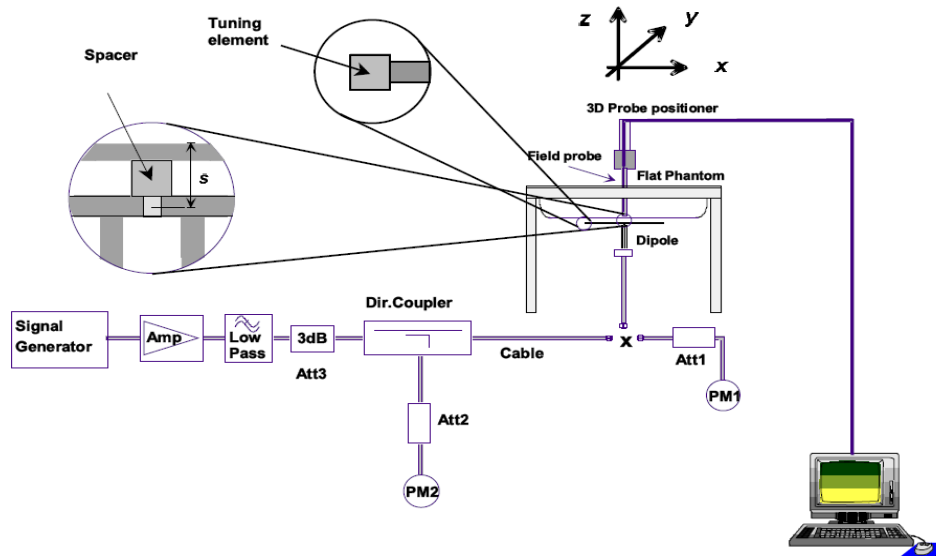 Tuning
element
Spacer
s
z
y
x
3D Probe positioner
Field probe
Flat Phantom
Dipole
Signal
Generator
Amp
Low
Pass
3dB
Att3
Dir.Coupler
Cable
x
Att1
PM1
Att2
PM2